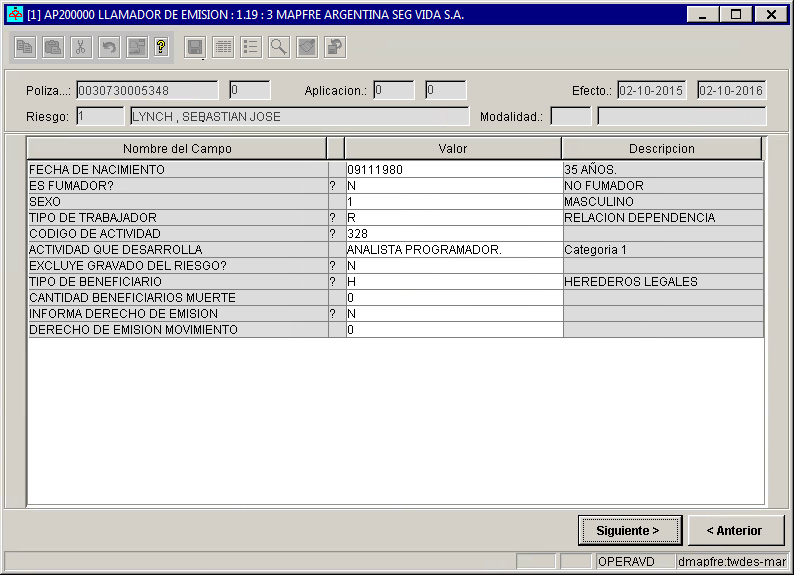 [1] AP200000 LLAMADOR DE EMISION : 1.19 : 3 MAPFRE ARGENTINA SEG VIDA S.A.
Poliza...: 0030730005348 0 Aplicacion.: 0 0 Efecto.: 02-10-2015 02-10-2016
Riesgo: 1 LYNCH , SEBASTIAN JOSE Modalidad.:
Nombre del Campo Valor Descripcion
FECHA DE NACIMIENTO 09111980 35 AÑOS.
ES FUMADOR? ? N NO FUMADOR
SEXO 1 MASCULINO
TIPO DE TRABAJADOR ? R RELACION DEPENDENCIA
CODIGO DE ACTIVIDAD ? 328
ACTIVIDAD QUE DESARROLLA ANALISTA PROGRAMADOR. Categoria 1
EXCLUYE GRAVADO DEL RIESGO? ? N
TIPO DE BENEFICIARIO ? H HEREDEROS LEGALES
CANTIDAD BENEFICIARIOS MUERTE 0
INFORMA DERECHO DE EMISION ? N
DERECHO DE EMISION MOVIMIENTO 0
Siguiente > < Anterior
OPERAVD dmapfre:twdes-mar